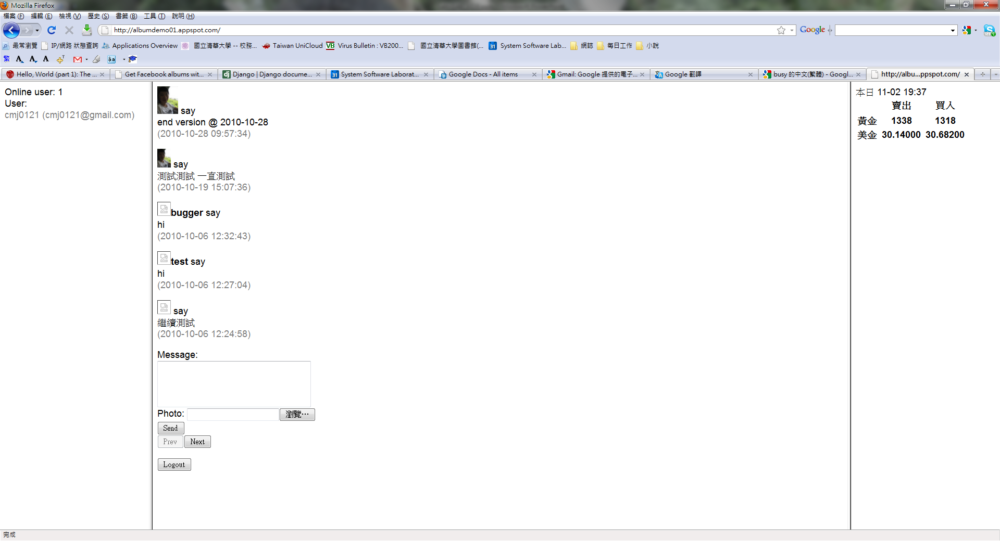 Mozilla Firefox
檔案 (F) 編輯 (E) 檢視 (V) 歷史 (S) 書籤 (B) 工具 (T) 說明 (H)
http://albumdemo01.appspot.com/
Google
最常瀏覽 IP/網路 狀態查詢 Applications Overview 國立清華大學 -- 校務... Taiwan UniCloud VB Virus Bulletin : VB200... 國立清華大學圖書館(... 31 System Software Lab... 網誌 每日工作 小說
繁 A A A
Hello, World (part 1): The ... Get Facebook albums wit... dj Django | Django docume... 31 System Software Laborat... Google Docs - All items Gmail: Google 提供的電子... Google 翻譯 busy 的中文(繁體) - Googl... http://albu...ppspot.com/
Online user: 1
User:
cmj0121 (cmj0121@gmail.com)
say
end version @ 2010-10-28
(2010-10-28 09:57:34)
say
測試測試 一直測試
(2010-10-19 15:07:36)
bugger say
hi
(2010-10-06 12:32:43)
test say
hi
(2010-10-06 12:27:04)
say
繼續測試
(2010-10-06 12:24:58)
Message:
Photo: 瀏覽⋯
Send
Prev Next
Logout
本日 11-02 19:37
賣出 買入
黃金 1338 1318
美金 30.14000 30.68200
完成